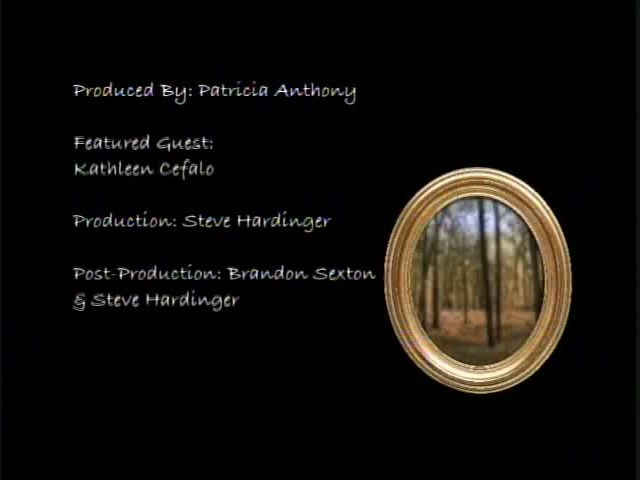 Produced By: Patricia Anthony
Featured Guest:
Kathleen Cefalo
Production: Steve Hardinger
Post-Production: Brandon Sexton
& Steve Hardinger